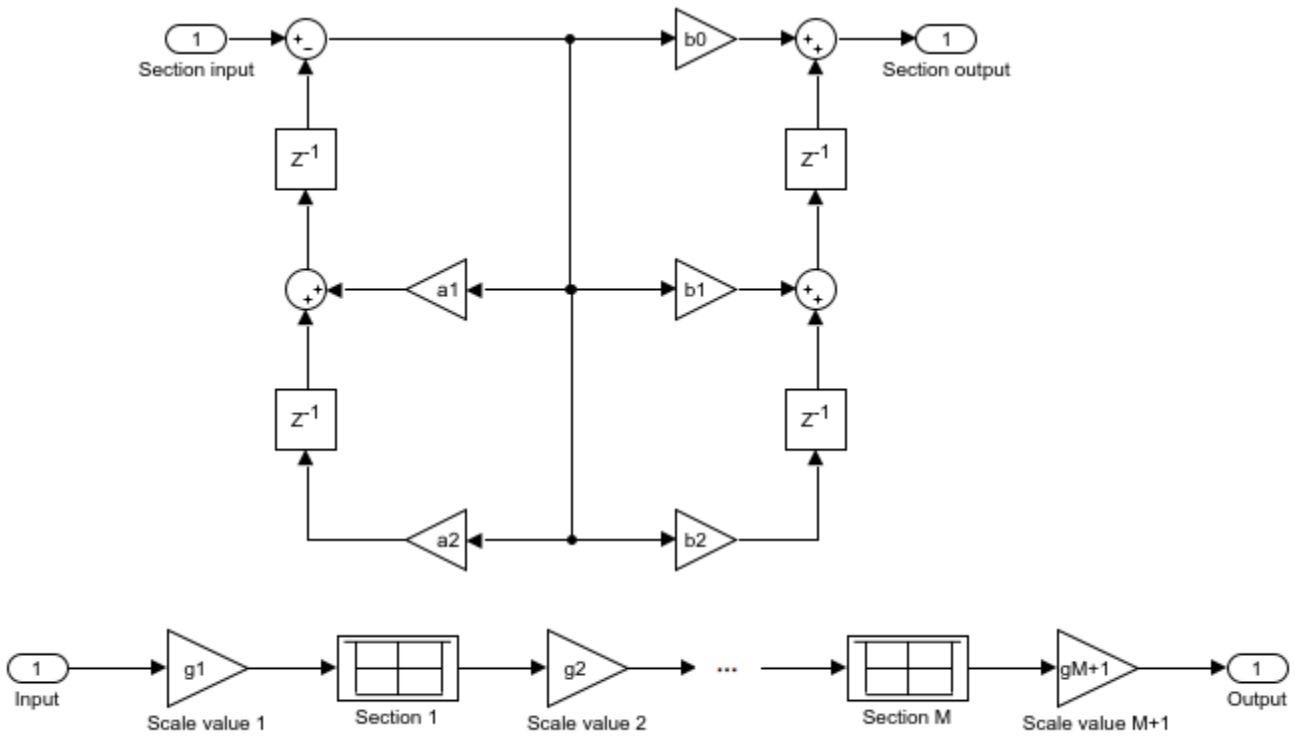 1 + − b0 + + 1
Section input Section output
z-1 z-1
+ + a1 b1 + +
z-1 z-1
a2 b2
1 g1 g2 ... gM+1 1
Input Scale value 1 Section 1 Scale value 2 Section M Scale value M+1 Output